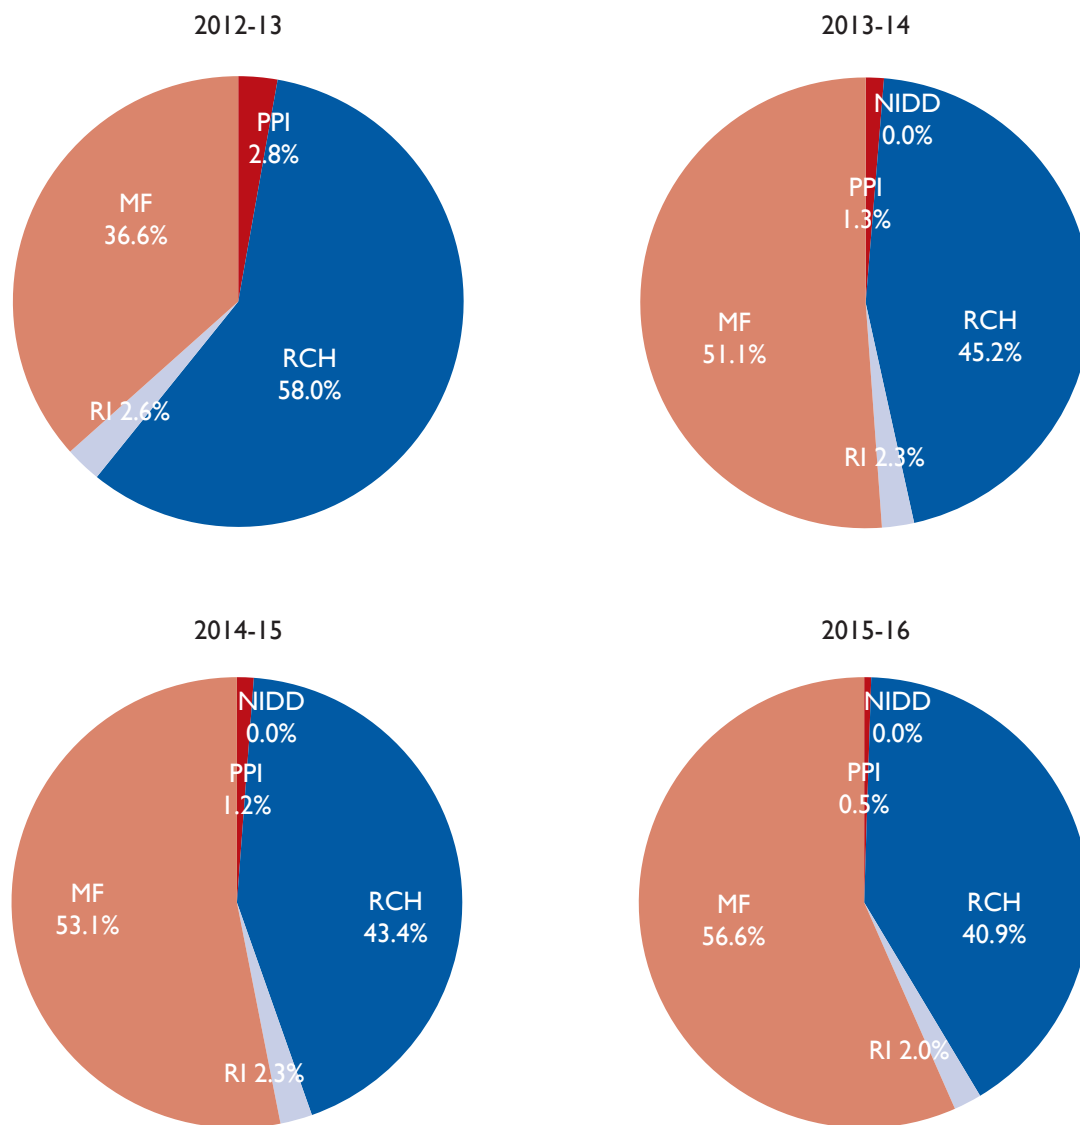 2012-13
PPI
2.8%
MF
36.6%
RCH
58.0%
RI 2.6%
2013-14
NIDD
0.0%
PPI
1.3%
MF
51.1%
RCH
45.2%
RI 2.3%
2014-15
NIDD
0.0%
PPI
1.2%
MF
53.1%
RCH
43.4%
RI 2.3%
2015-16
NIDD
0.0%
PPI
0.5%
MF
56.6%
RCH
40.9%
RI 2.0%